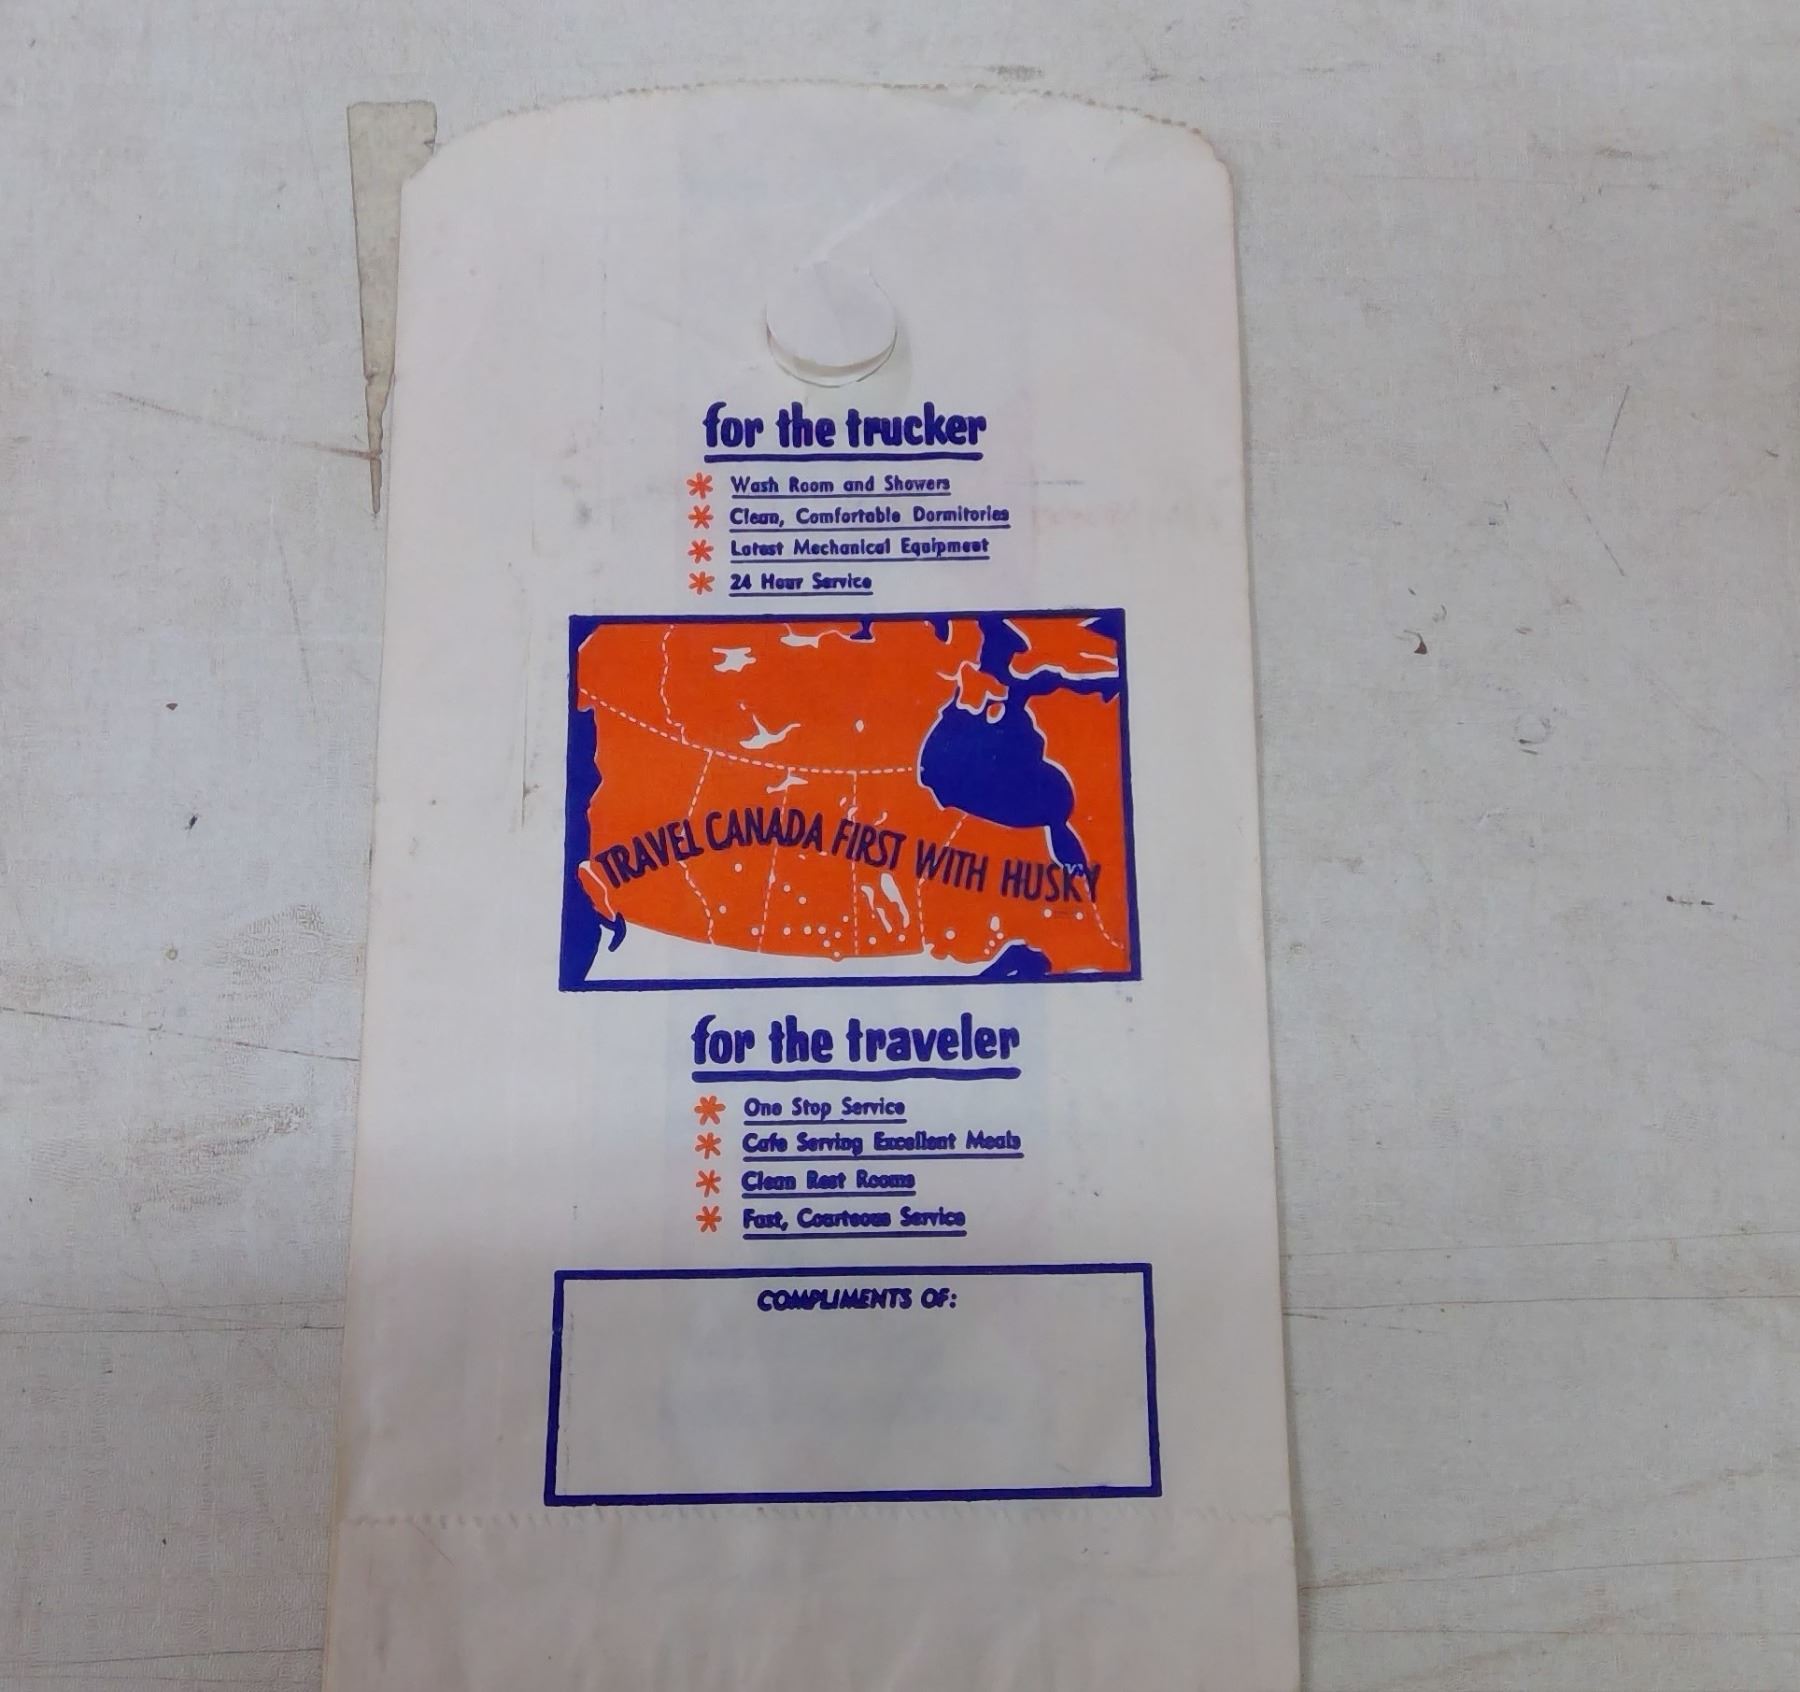 for the trucker
Wash Room and Showers
Clean, Comfortable Dormitories
Latest Mechanical Equipment
24 Hour Service
TRAVEL CANADA FIRST WITH HUSKY
for the traveler
One Stop Service
Cafe Serving Excellent Meals
Clean Rest Rooms
Fast, Courteous Service
COMPLIMENTS OF: